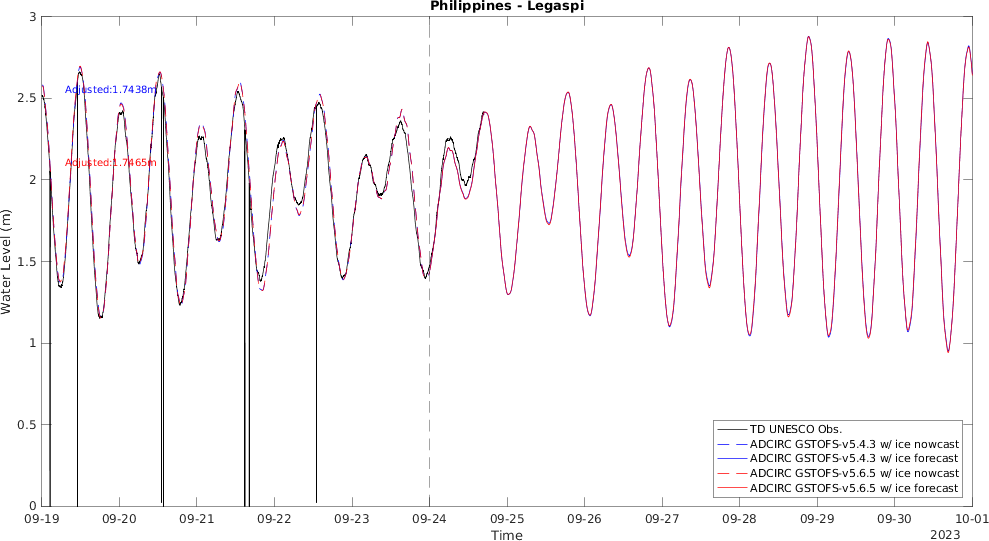 Philippines - Legaspi
Water Level (m)
3
2.5
2
1.5
1
0.5
0
Adjusted:1.7438m
Adjusted:1.7465m
TD UNESCO Obs.
ADCIRC GSTOFS-v5.4.3 w/ ice nowcast
ADCIRC GSTOFS-v5.4.3 w/ ice forecast
ADCIRC GSTOFS-v5.6.5 w/ ice nowcast
ADCIRC GSTOFS-v5.6.5 w/ ice forecast
09-19 09-20 09-21 09-22 09-23 09-24 09-25 09-26 09-27 09-28 09-29 09-30 10-01
Time
2023